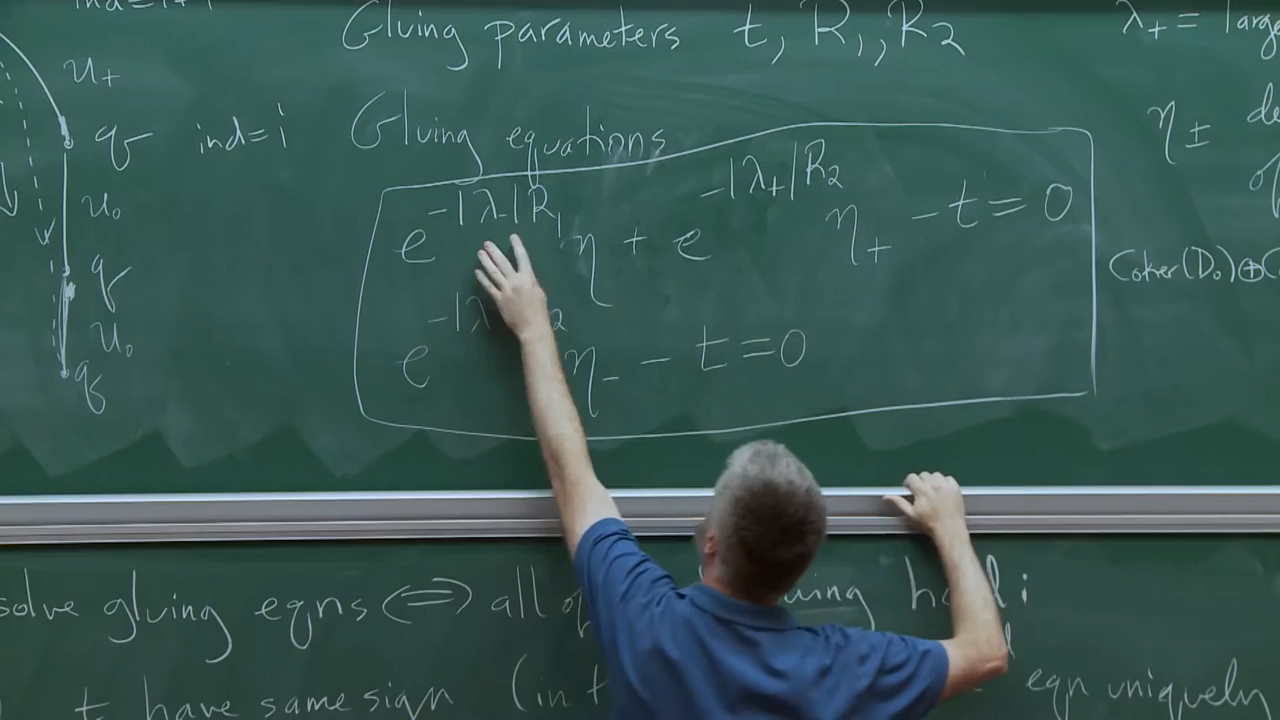 Gluing parameters t, R₁, R₂
λ₊ =
u₊
q
ind=i
Gluing equations
η±
u₀
e^{-|λ₋|R₁} η + e^{-|λ₊|R₂} η₊ - t = 0
q
Coker(D₀)⊕
u₀
e η₋ - t = 0
q
solve gluing eqns ⟺ all
t have same sign (in
eqn uniquely